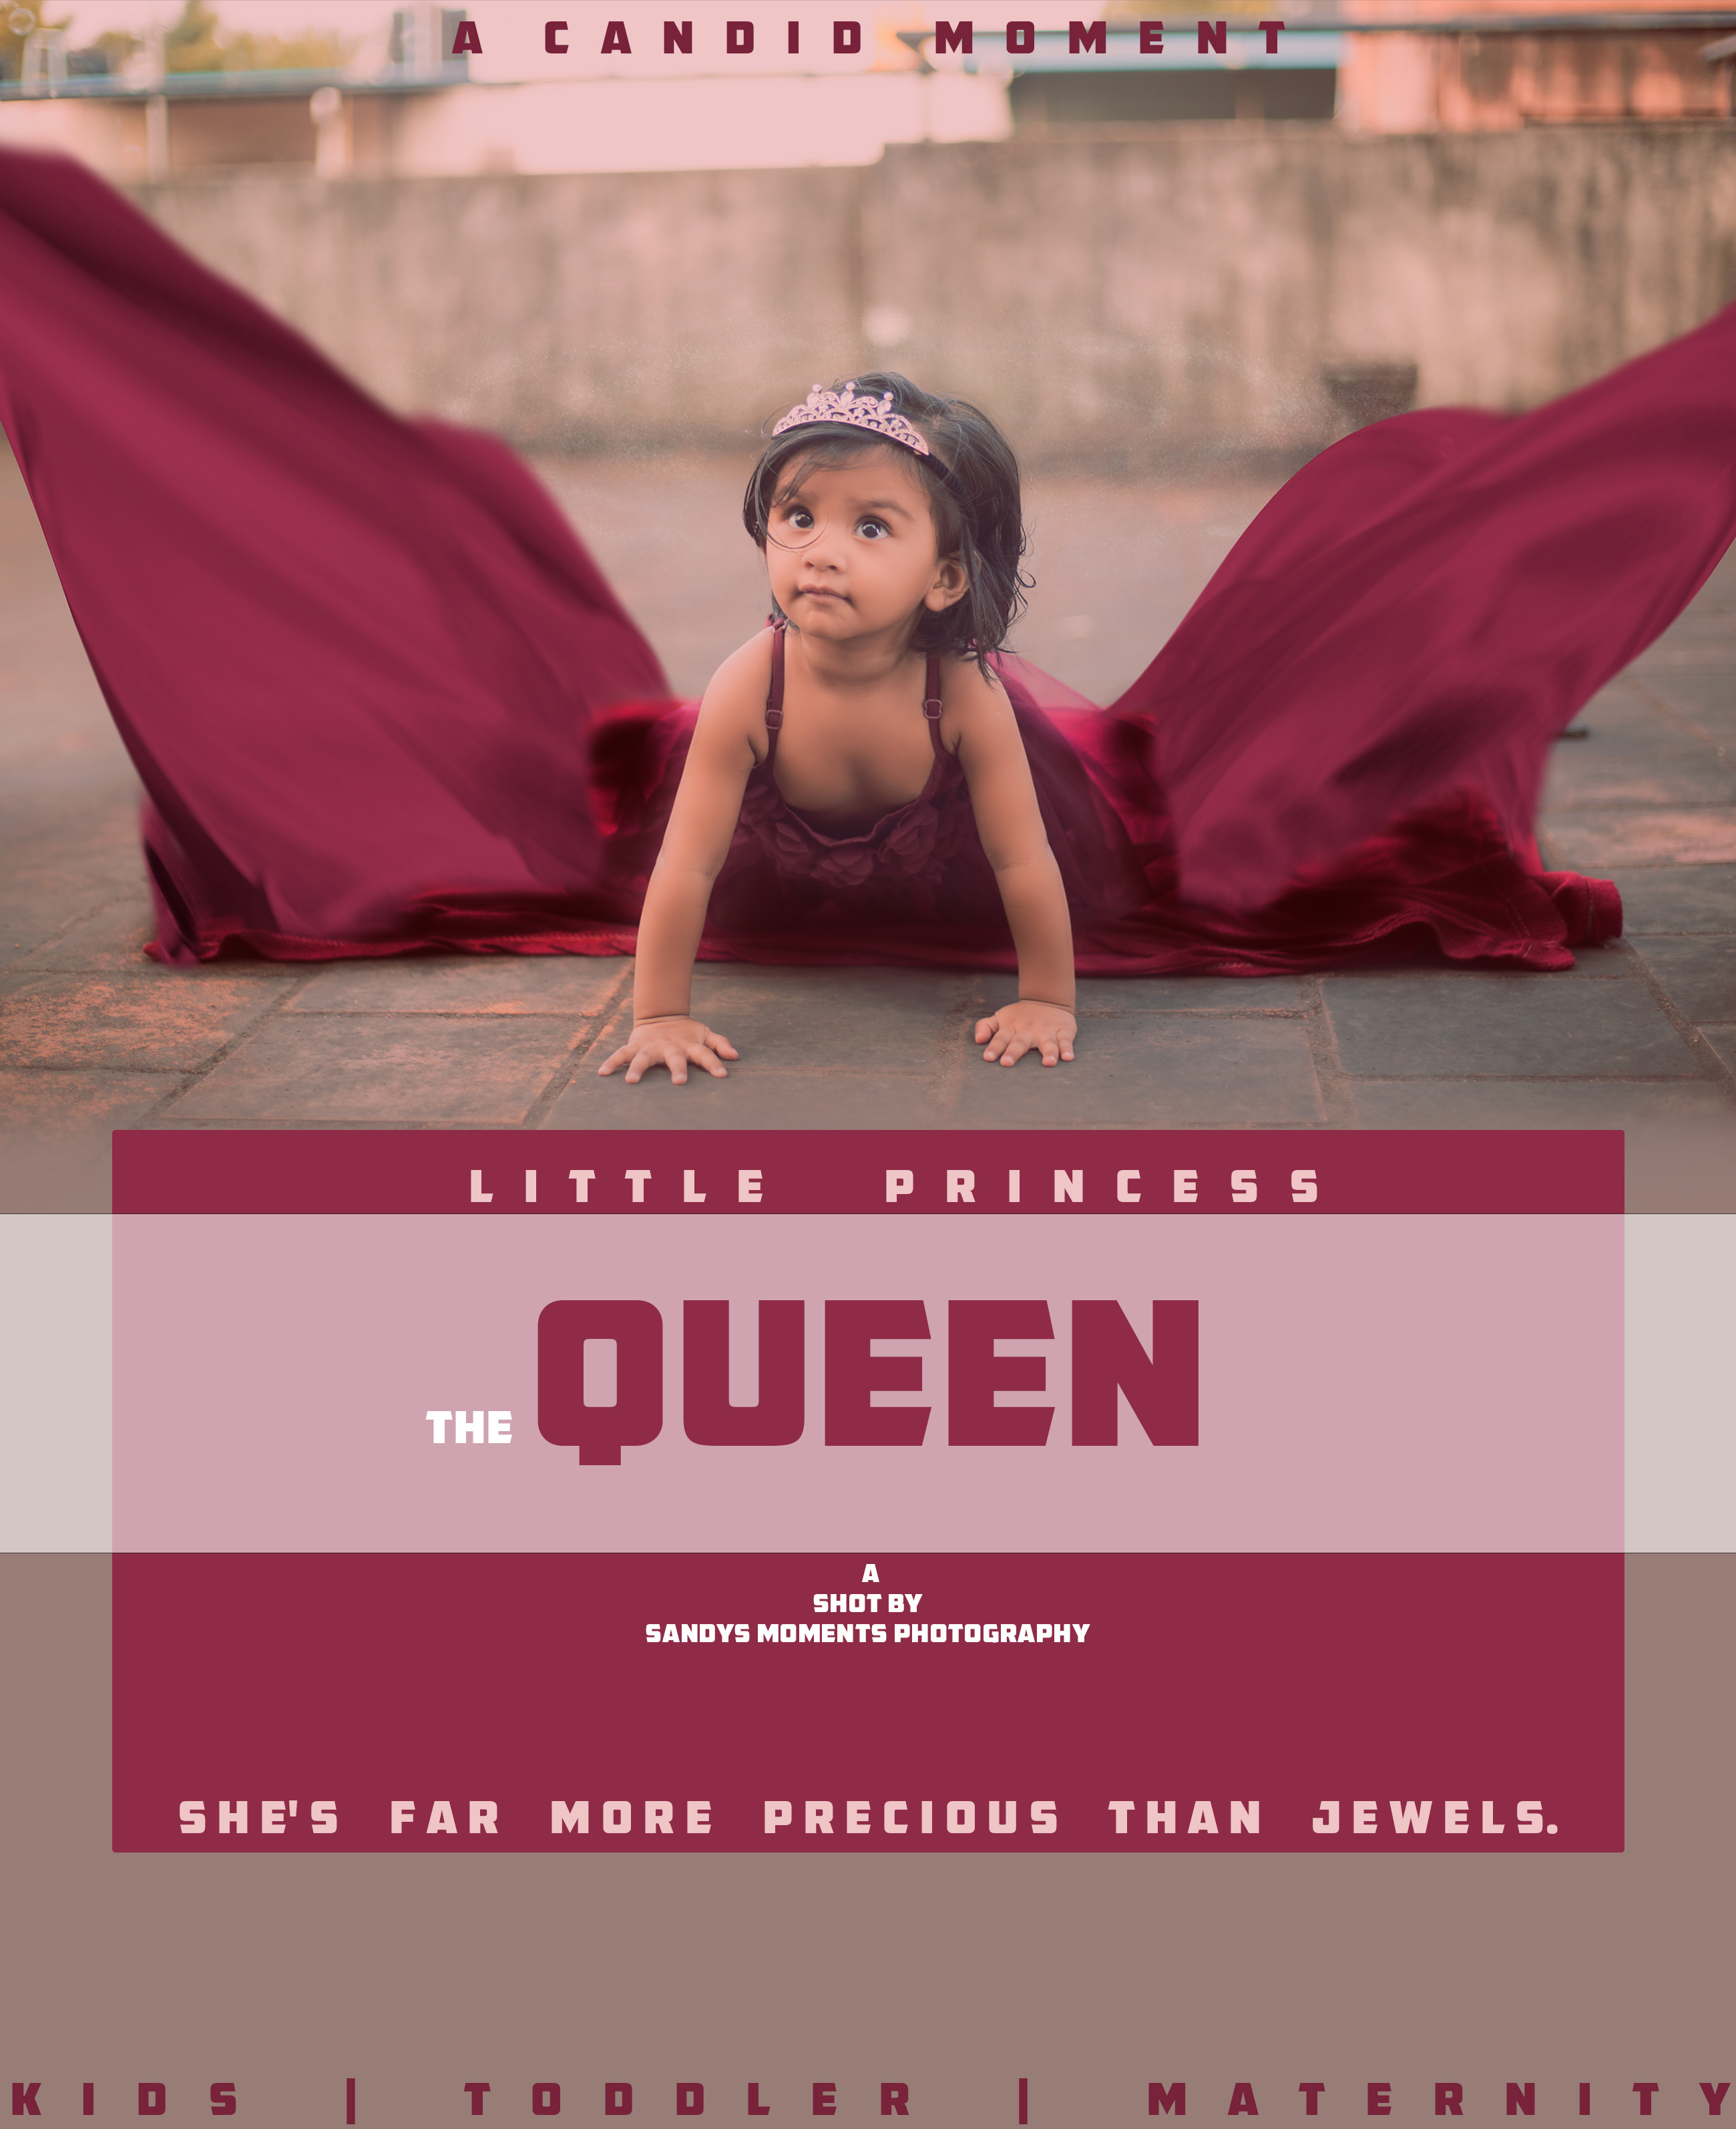 A CANDID MOMENT
LITTLE PRINCESS
THE QUEEN
A
SHOT BY
SANDYS MOMENTS PHOTOGRAPHY
SHE'S FAR MORE PRECIOUS THAN JEWELS.
KIDS | TODDLER | MATERNITY